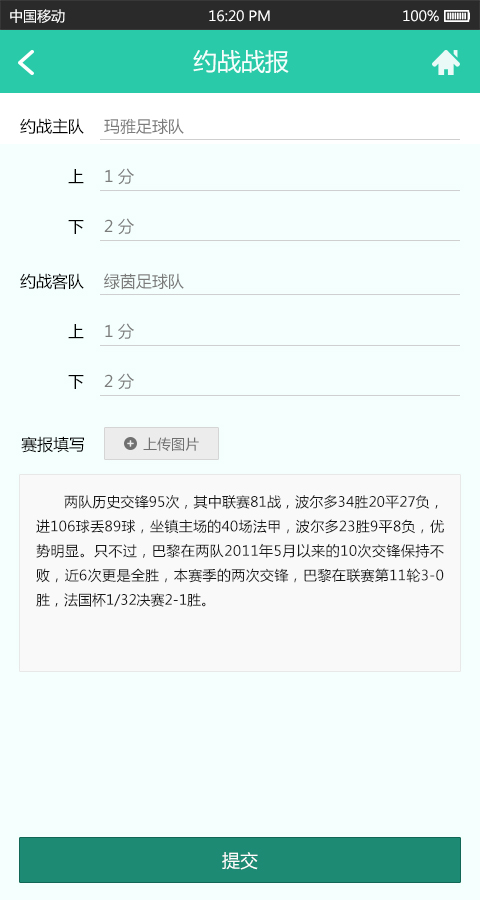 中国移动 16:20 PM 100%
约战战报
约战主队 玛雅足球队
上 1 分
下 2 分
约战客队 绿茵足球队
上 1 分
下 2 分
赛报填写 上传图片
两队历史交锋95次，其中联赛81战，波尔多34胜20平27负，
进106球丢89球，坐镇主场的40场法甲，波尔多23胜9平8负，优
势明显。只不过，巴黎在两队2011年5月以来的10次交锋保持不
败，近6次更是全胜，本赛季的两次交锋，巴黎在联赛第11轮3-0
胜，法国杯1/32决赛2-1胜。
提交